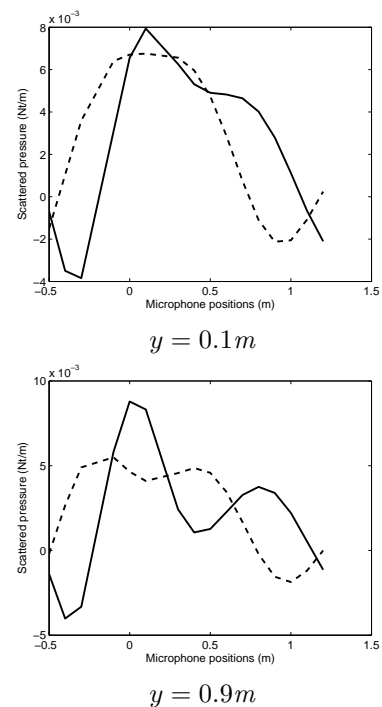 x 10⁻³
8
6
4
2
0
−2
−4
−0.5 0 0.5 1 1.5
Scattered pressure (Nt/m)
Microphone positions (m)
y = 0.1m
x 10⁻³
10
5
0
−5
−0.5 0 0.5 1 1.5
Scattered pressure (Nt/m)
Microphone positions (m)
y = 0.9m